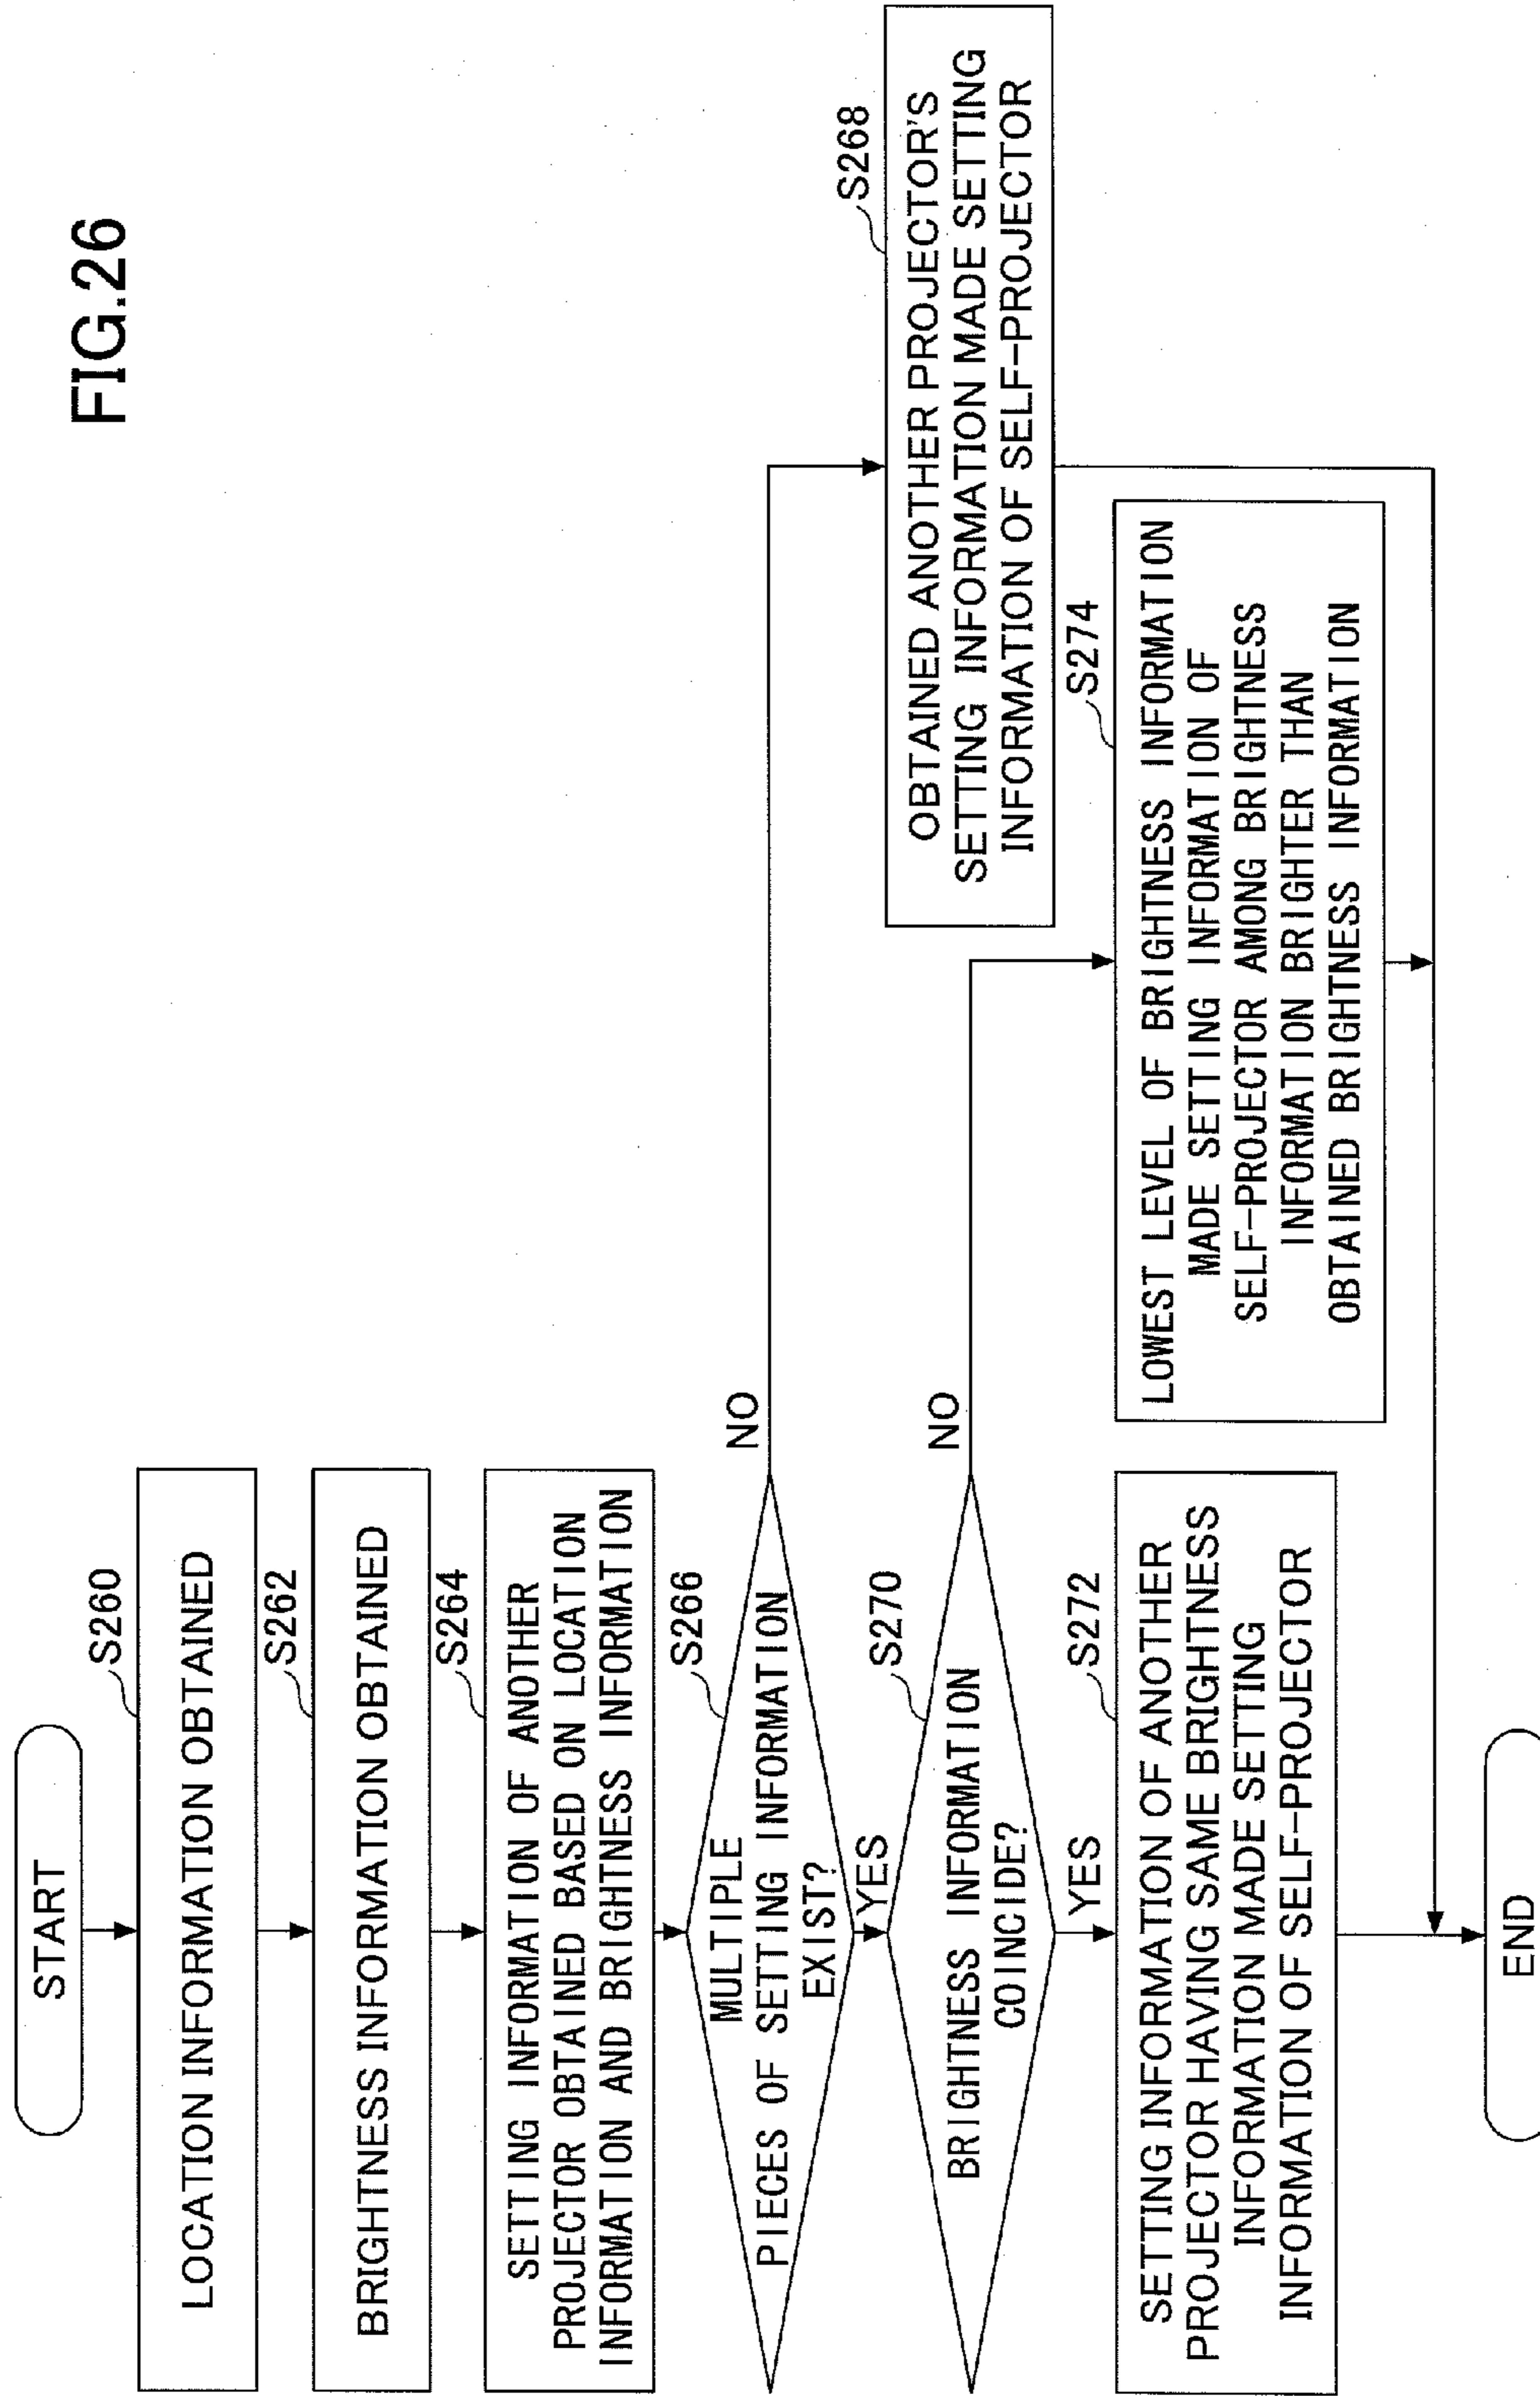 FIG.26
START
S260
LOCATION INFORMATION OBTAINED
S262
BRIGHTNESS INFORMATION OBTAINED
S264
SETTING INFORMATION OF ANOTHER
PROJECTOR OBTAINED BASED ON LOCATION
INFORMATION AND BRIGHTNESS INFORMATION
S266
MULTIPLE
PIECES OF SETTING INFORMATION
EXIST?
NO
YES
S268
OBTAINED ANOTHER PROJECTOR'S
SETTING INFORMATION MADE SETTING
INFORMATION OF SELF-PROJECTOR
S270
BRIGHTNESS INFORMATION
COINCIDE?
NO
YES
S272
SETTING INFORMATION OF ANOTHER
PROJECTOR HAVING SAME BRIGHTNESS
INFORMATION MADE SETTING
INFORMATION OF SELF-PROJECTOR
S274
LOWEST LEVEL OF BRIGHTNESS INFORMATION
MADE SETTING INFORMATION OF
SELF-PROJECTOR AMONG BRIGHTNESS
INFORMATION BRIGHTER THAN
OBTAINED BRIGHTNESS INFORMATION
END